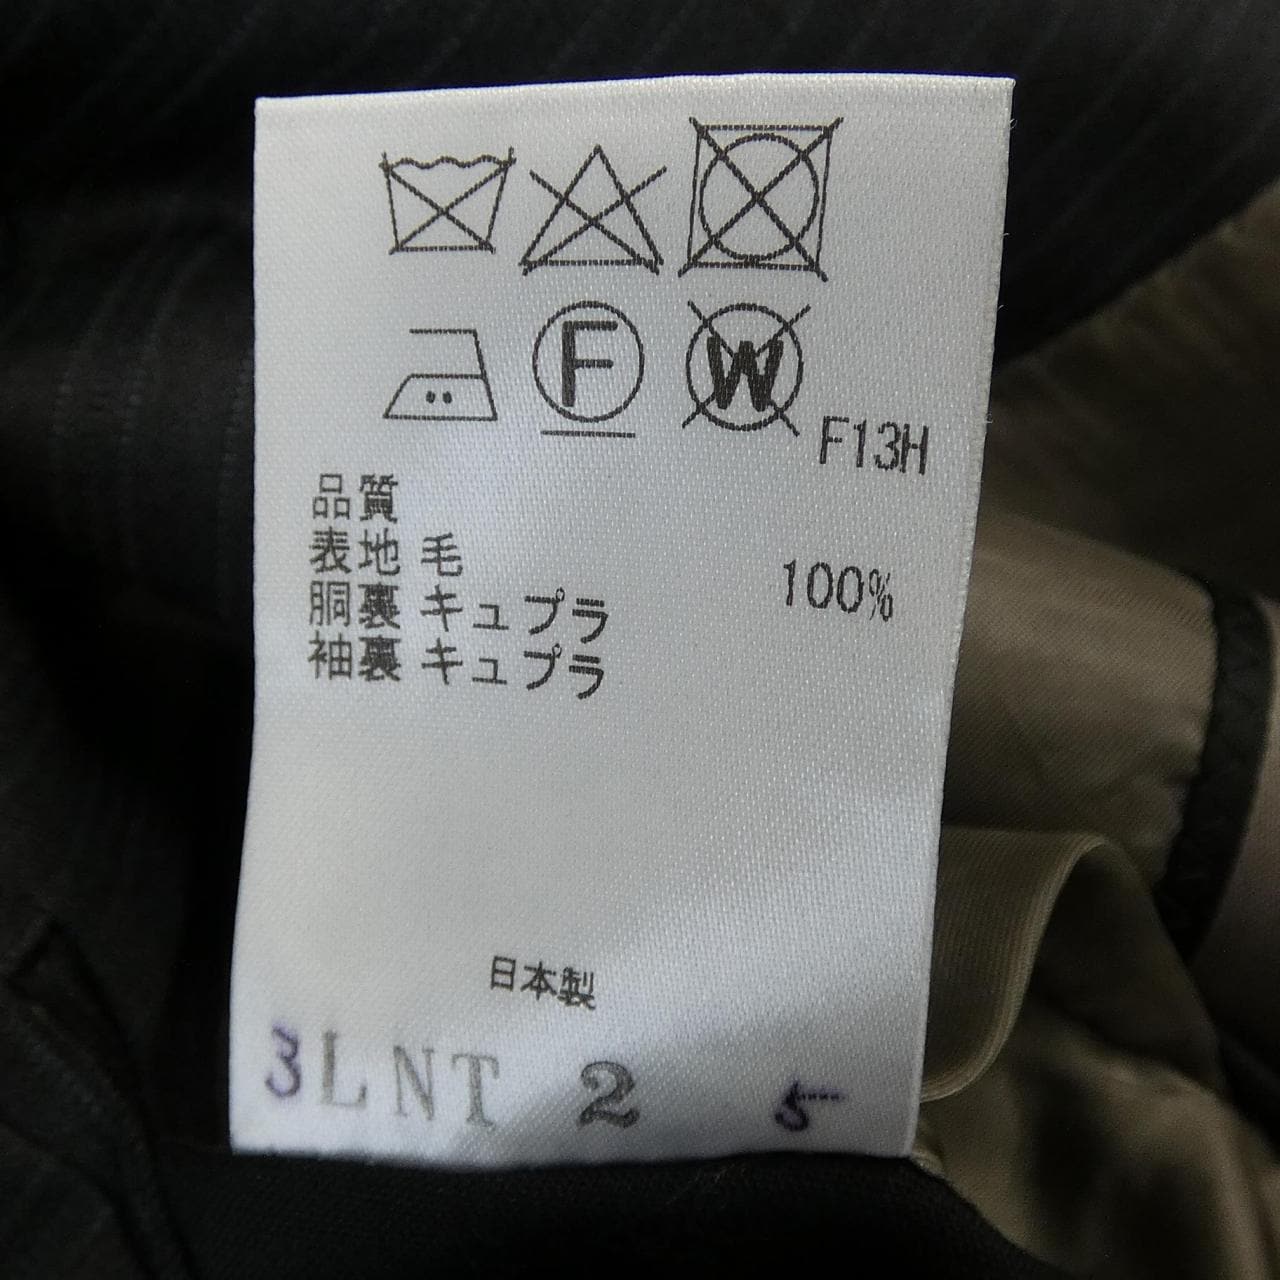 F
W
F13H
品質
表地 毛 100%
胴裏 キュプラ
袖裏 キュプラ
日本製
3LNT 2 5